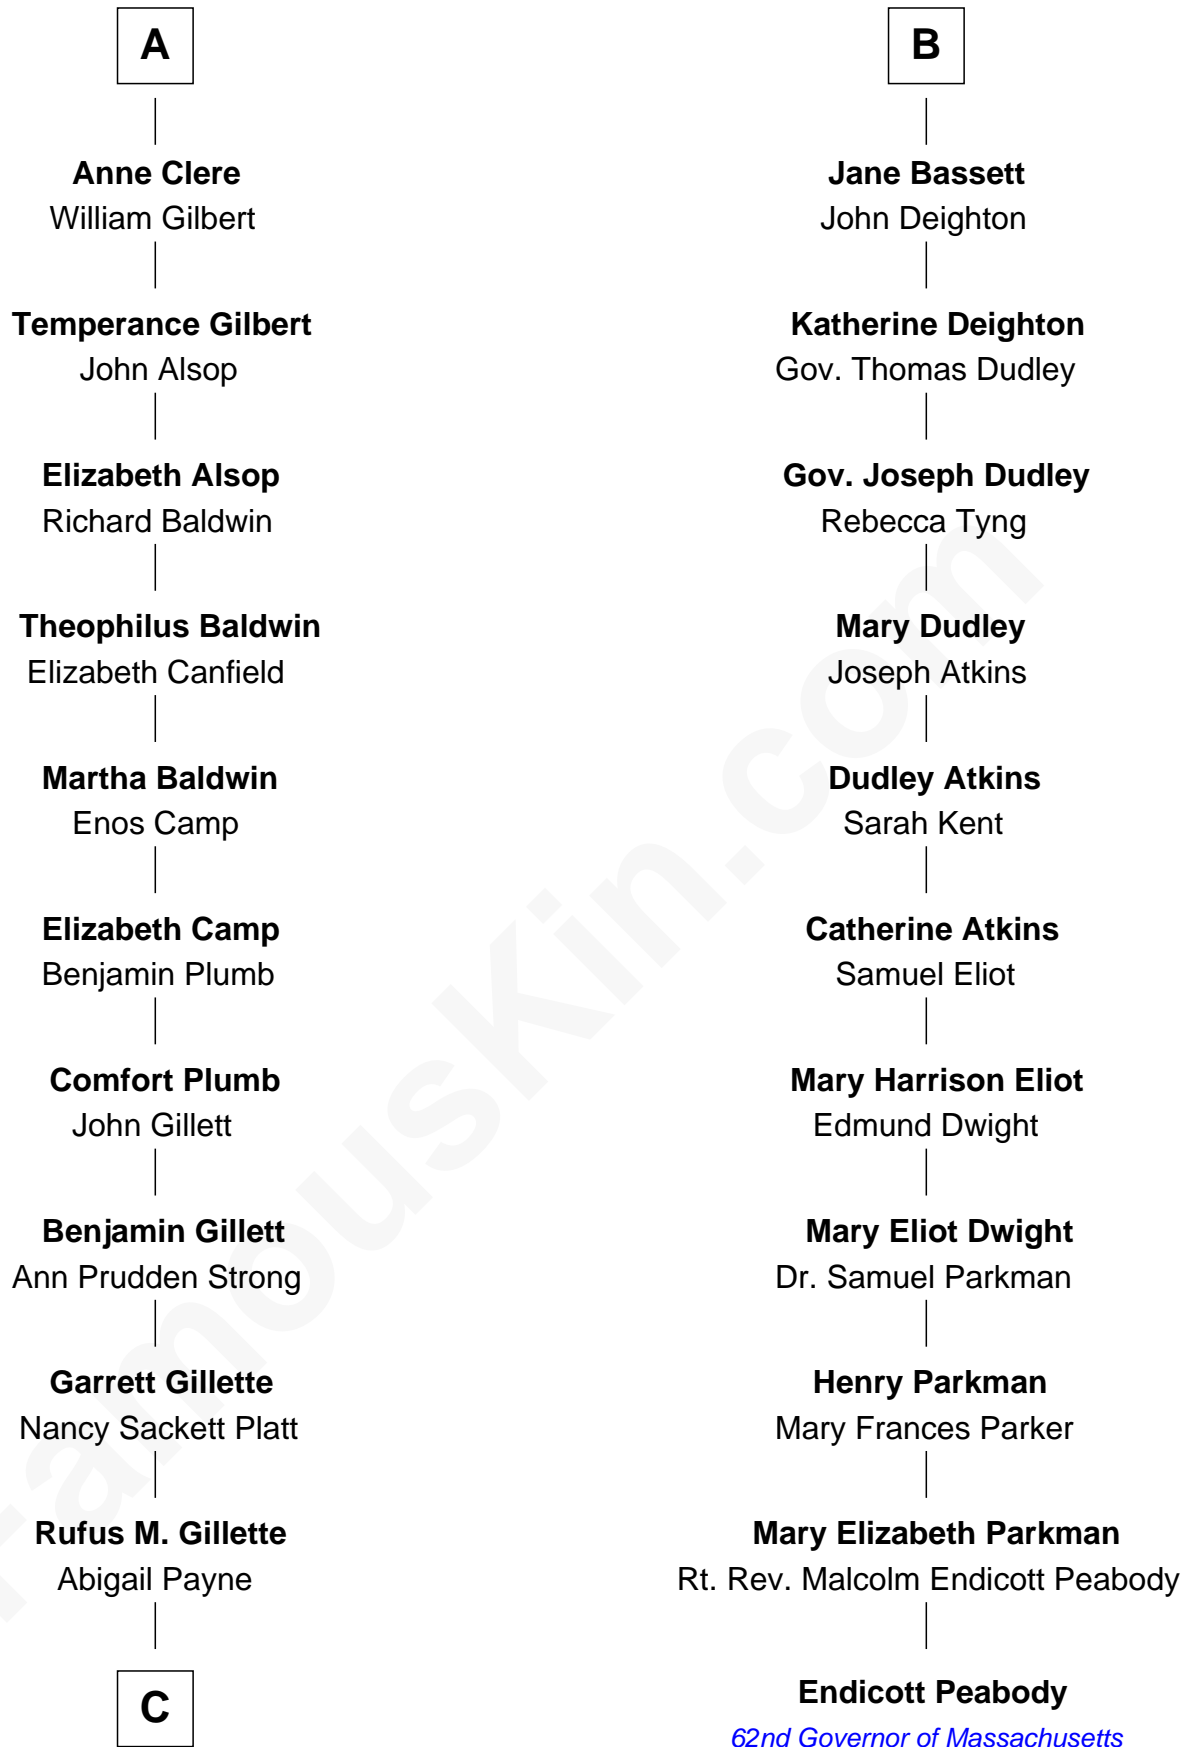 A
Anne Clere
William Gilbert
Temperance Gilbert
John Alsop
Elizabeth Alsop
Richard Baldwin
Theophilus Baldwin
Elizabeth Canfield
Martha Baldwin
Enos Camp
Elizabeth Camp
Benjamin Plumb
Comfort Plumb
John Gillett
Benjamin Gillett
Ann Prudden Strong
Garrett Gillette
Nancy Sackett Platt
Rufus M. Gillette
Abigail Payne
C
B
Jane Bassett
John Deighton
Katherine Deighton
Gov. Thomas Dudley
Gov. Joseph Dudley
Rebecca Tyng
Mary Dudley
Joseph Atkins
Dudley Atkins
Sarah Kent
Catherine Atkins
Samuel Eliot
Mary Harrison Eliot
Edmund Dwight
Mary Eliot Dwight
Dr. Samuel Parkman
Henry Parkman
Mary Frances Parker
Mary Elizabeth Parkman
Rt. Rev. Malcolm Endicott Peabody
Endicott Peabody
62nd Governor of Massachusetts
FamousKin.com